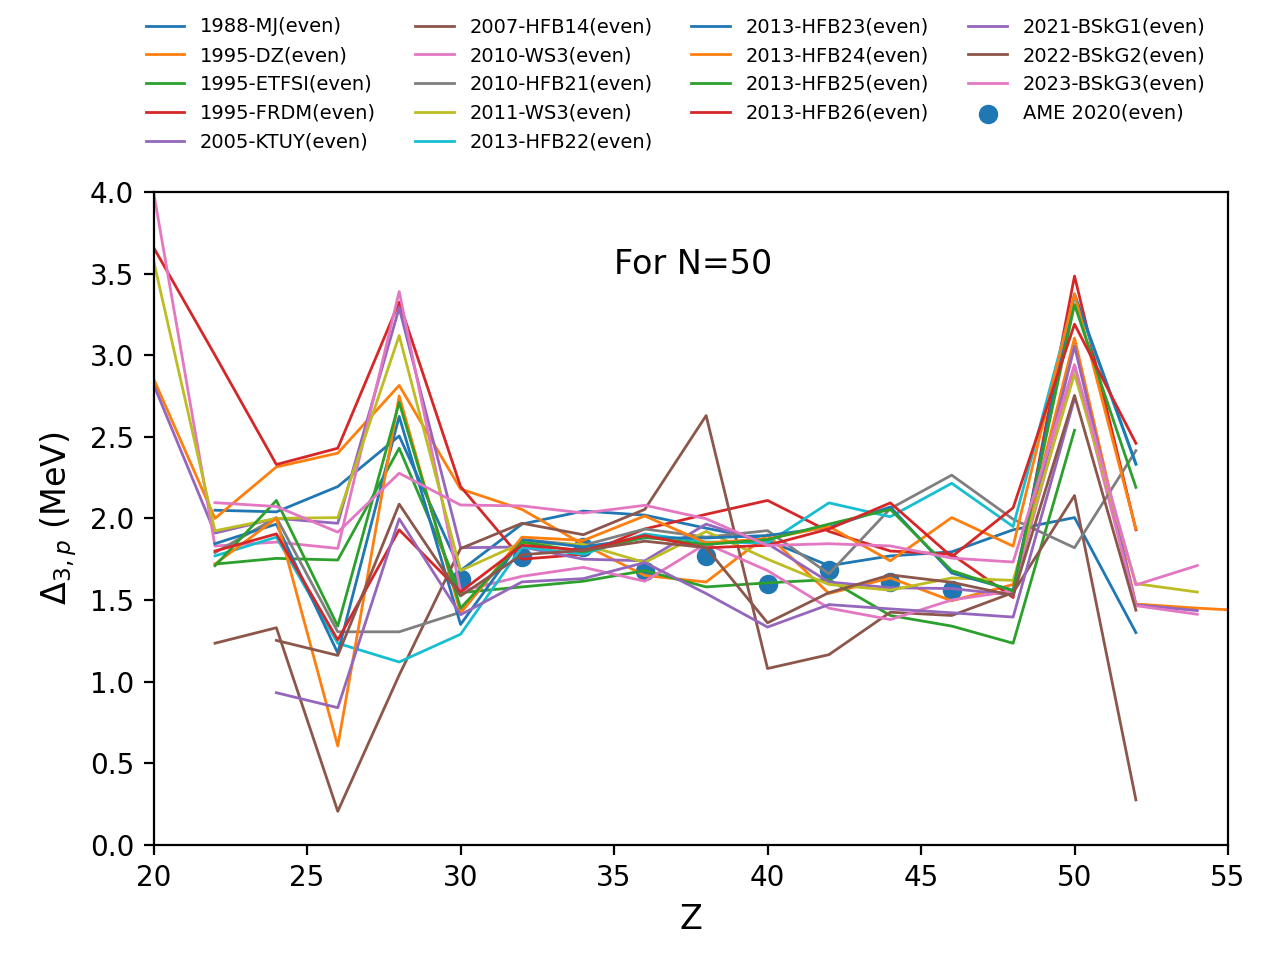 1988-MJ(even) 2007-HFB14(even) 2013-HFB23(even) 2021-BSkG1(even)
1995-DZ(even) 2010-WS3(even) 2013-HFB24(even) 2022-BSkG2(even)
1995-ETFSI(even) 2010-HFB21(even) 2013-HFB25(even) 2023-BSkG3(even)
1995-FRDM(even) 2011-WS3(even) 2013-HFB26(even) AME 2020(even)
2005-KTUY(even) 2013-HFB22(even)
4.0
For N=50
3.5
3.0
2.5
2.0
1.5
1.0
0.5
0.0
Δ3,p (MeV)
20 25 30 35 40 45 50 55
Z